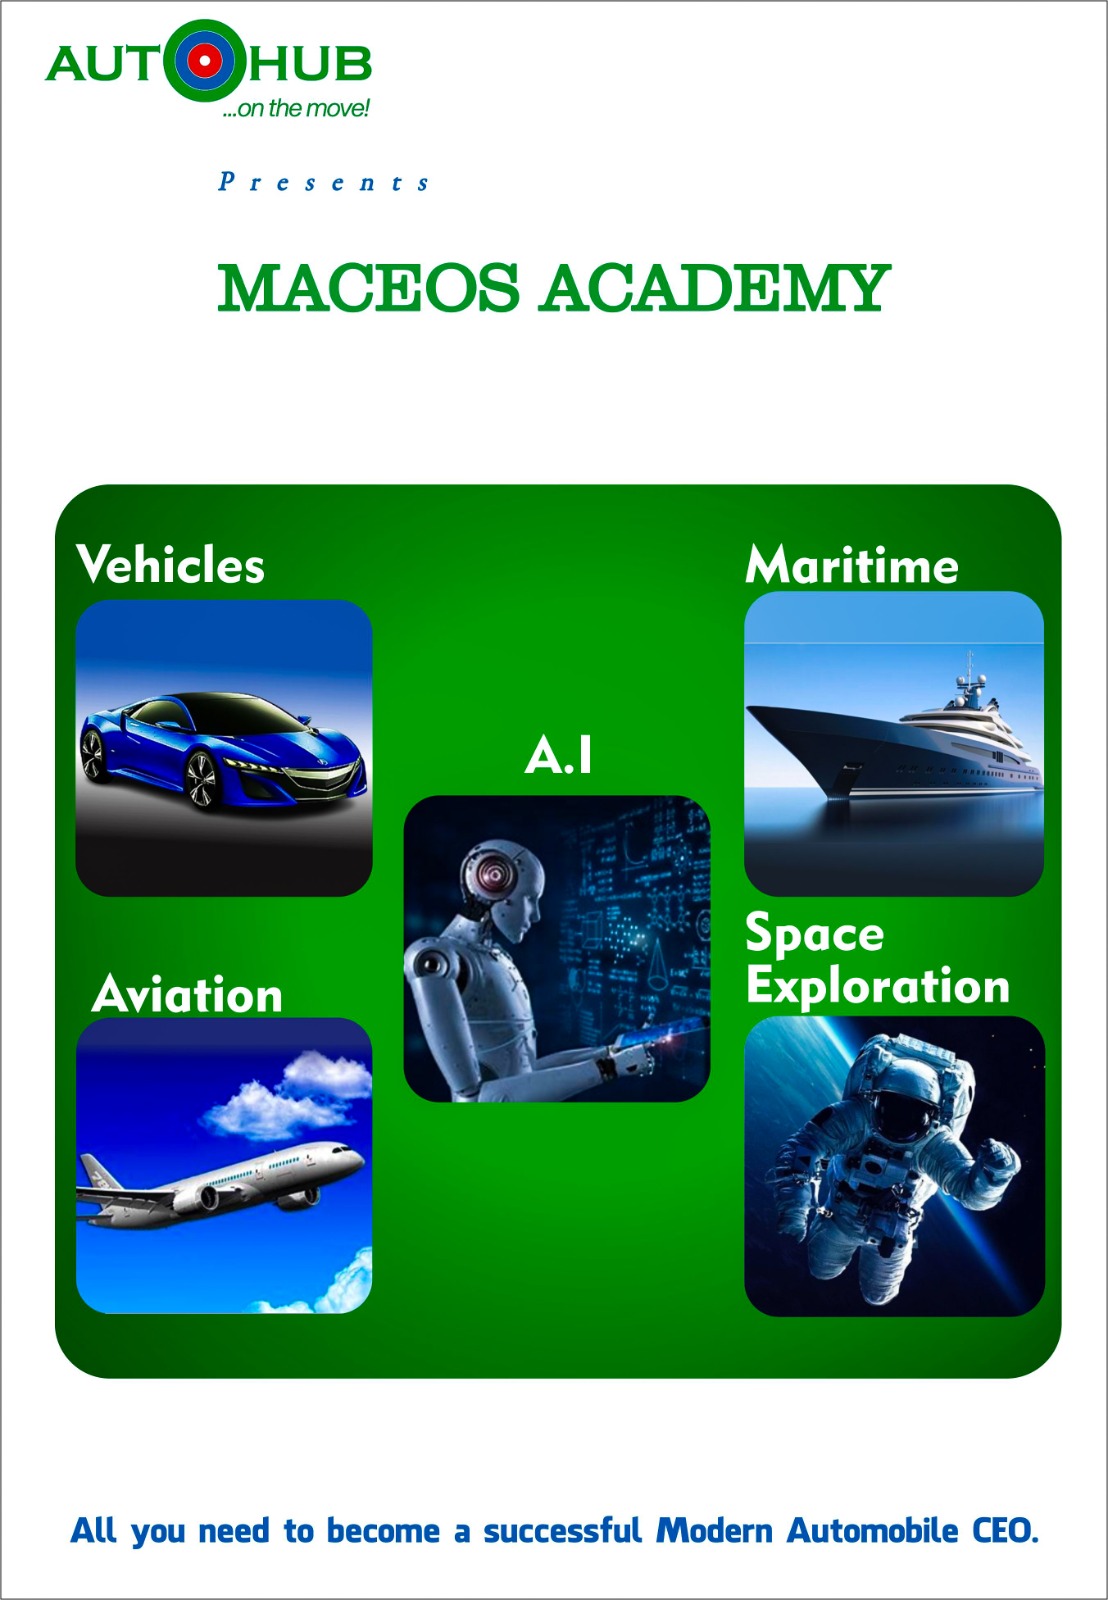 AUTOHUB
...on the move!
Presents
MACEOS ACADEMY
Vehicles
Maritime
A.I
Space
Exploration
Aviation
All you need to become a successful Modern Automobile CEO.